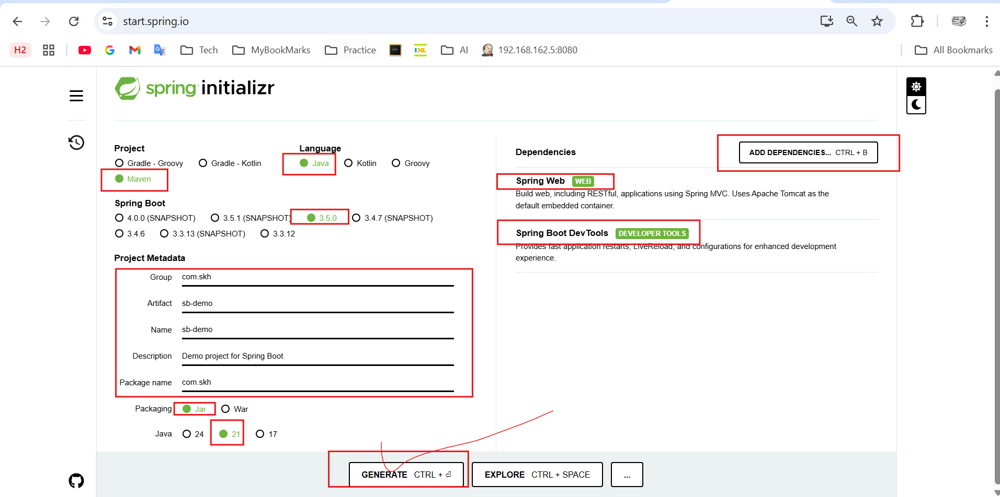 start.spring.io
H2
Tech
MyBookMarks
Practice
AI
192.168.162.5:8080
All Bookmarks
spring initializr
Project
Gradle - Groovy
Gradle - Kotlin
Maven
Language
Java
Kotlin
Groovy
Spring Boot
4.0.0 (SNAPSHOT)
3.5.1 (SNAPSHOT)
3.5.0
3.4.7 (SNAPSHOT)
3.4.6
3.3.13 (SNAPSHOT)
3.3.12
Project Metadata
Group com.skh
Artifact sb-demo
Name sb-demo
Description Demo project for Spring Boot
Package name com.skh
Packaging Jar War
Java 24 21 17
Dependencies
ADD DEPENDENCIES... CTRL + B
Spring Web WEB
Build web, including RESTful, applications using Spring MVC. Uses Apache Tomcat as the
default embedded container.
Spring Boot DevTools DEVELOPER TOOLS
Provides fast application restarts, LiveReload, and configurations for enhanced development
experience.
GENERATE CTRL + ⏎
EXPLORE CTRL + SPACE
...